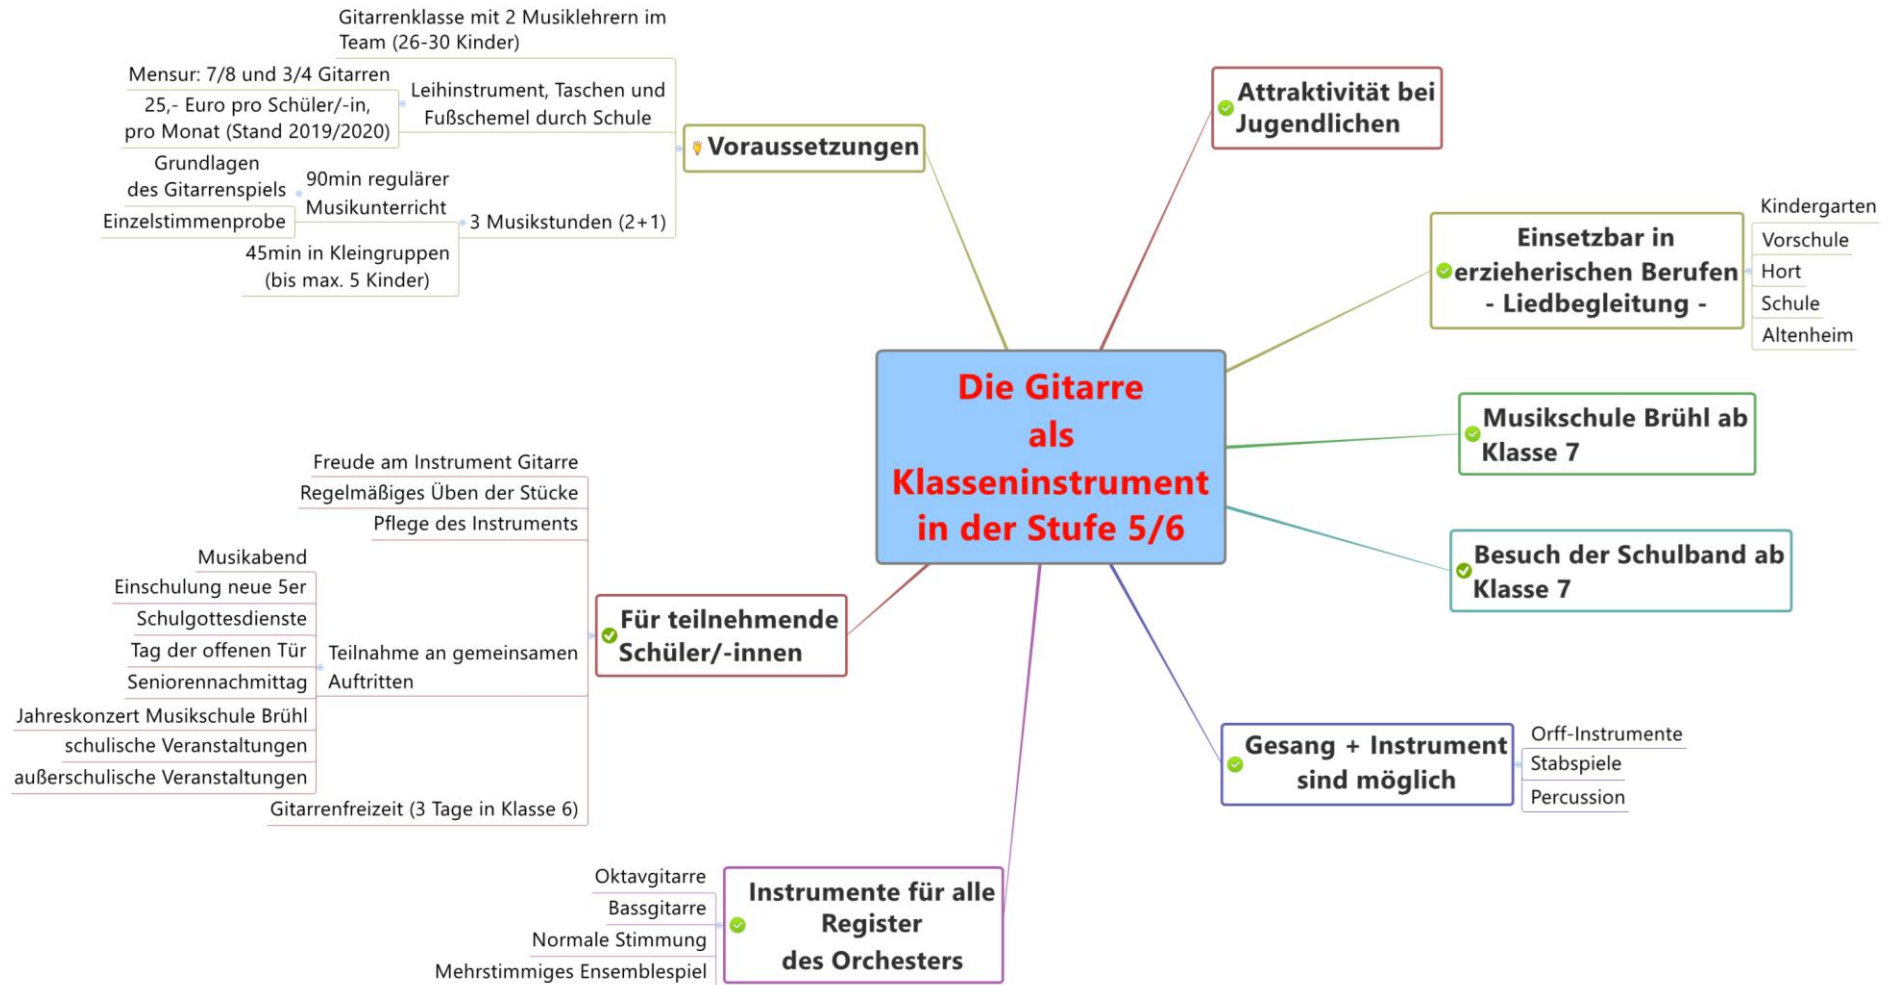 Die Gitarre
als
Klasseninstrument
in der Stufe 5/6
Voraussetzungen
Gitarrenklasse mit 2 Musiklehrern im
Team (26-30 Kinder)
Leihinstrument, Taschen und
Fußschemel durch Schule
Mensur: 7/8 und 3/4 Gitarren
25,- Euro pro Schüler/-in,
pro Monat (Stand 2019/2020)
3 Musikstunden (2+1)
90min regulärer
Musikunterricht
Grundlagen
des Gitarrenspiels
Einzelstimmenprobe
45min in Kleingruppen
(bis max. 5 Kinder)
Attraktivität bei
Jugendlichen
Einsetzbar in
erzieherischen Berufen
- Liedbegleitung -
Kindergarten
Vorschule
Hort
Schule
Altenheim
Musikschule Brühl ab
Klasse 7
Besuch der Schulband ab
Klasse 7
Gesang + Instrument
sind möglich
Orff-Instrumente
Stabspiele
Percussion
Instrumente für alle
Register
des Orchesters
Oktavgitarre
Bassgitarre
Normale Stimmung
Mehrstimmiges Ensemblespiel
Für teilnehmende
Schüler/-innen
Freude am Instrument Gitarre
Regelmäßiges Üben der Stücke
Pflege des Instruments
Teilnahme an gemeinsamen
Auftritten
Musikabend
Einschulung neue 5er
Schulgottesdienste
Tag der offenen Tür
Seniorennachmittag
Jahreskonzert Musikschule Brühl
schulische Veranstaltungen
außerschulische Veranstaltungen
Gitarrenfreizeit (3 Tage in Klasse 6)